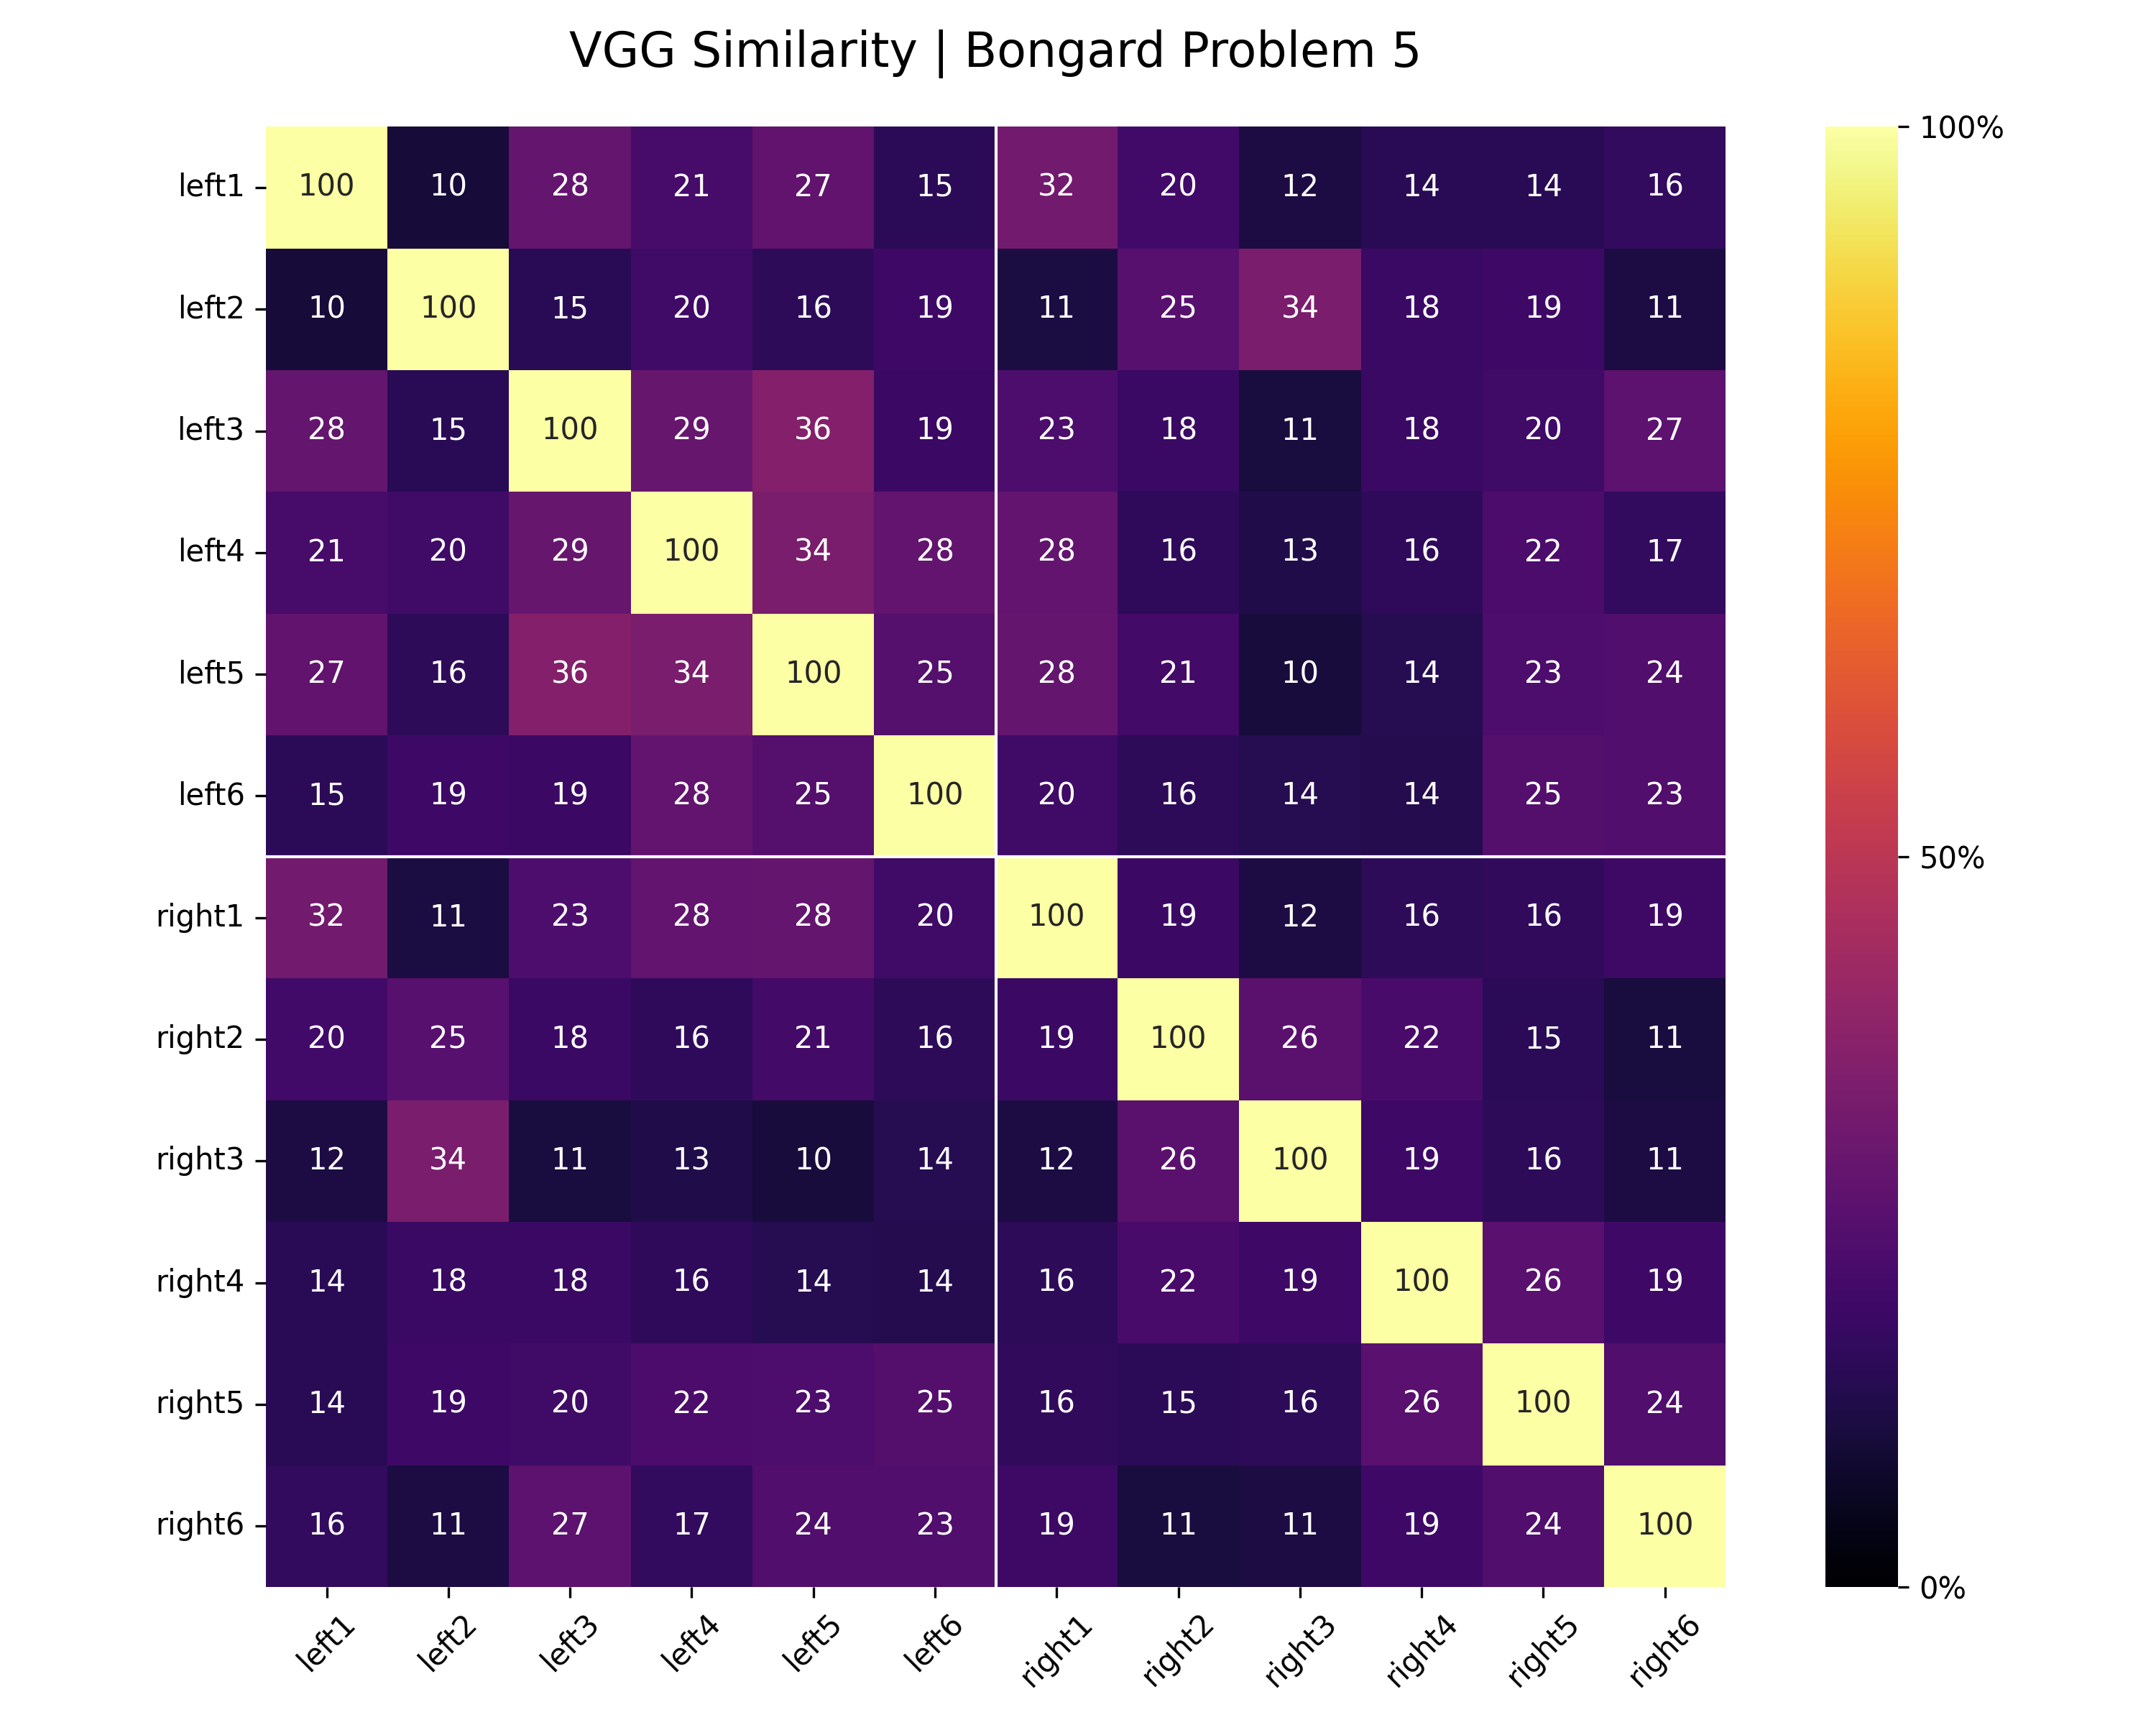 VGG Similarity | Bongard Problem 5
left1 100 10 28 21 27 15 32 20 12 14 14 16
left2 10 100 15 20 16 19 11 25 34 18 19 11
left3 28 15 100 29 36 19 23 18 11 18 20 27
left4 21 20 29 100 34 28 28 16 13 16 22 17
left5 27 16 36 34 100 25 28 21 10 14 23 24
left6 15 19 19 28 25 100 20 16 14 14 25 23
right1 32 11 23 28 28 20 100 19 12 16 16 19
right2 20 25 18 16 21 16 19 100 26 22 15 11
right3 12 34 11 13 10 14 12 26 100 19 16 11
right4 14 18 18 16 14 14 16 22 19 100 26 19
right5 14 19 20 22 23 25 16 15 16 26 100 24
right6 16 11 27 17 24 23 19 11 11 19 24 100
left1 left2 left3 left4 left5 left6 right1 right2 right3 right4 right5 right6
100%
50%
0%